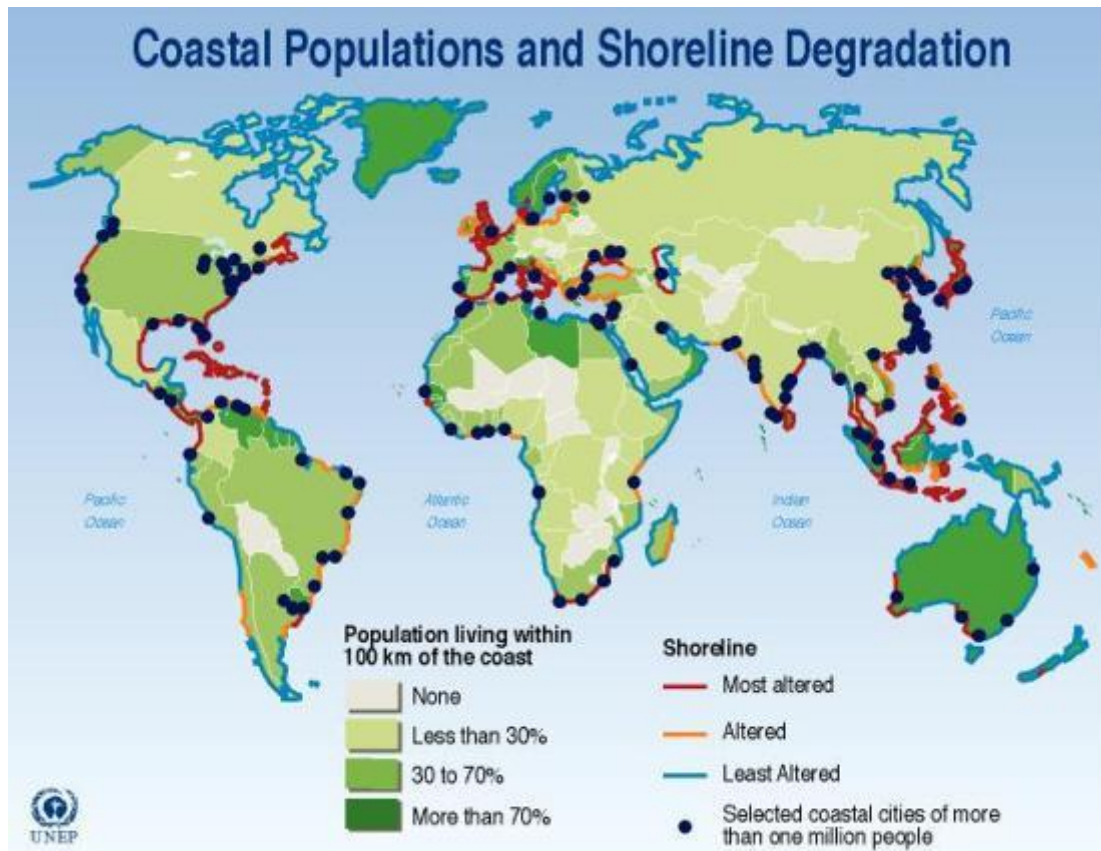 Coastal Populations and Shoreline Degradation
Pacific
Ocean
Pacific
Ocean
Atlantic
Ocean
Indian
Ocean
Population living within
100 km of the coast
None
Less than 30%
30 to 70%
More than 70%
Shoreline
Most altered
Altered
Least Altered
Selected coastal cities of more
than one million people
UNEP